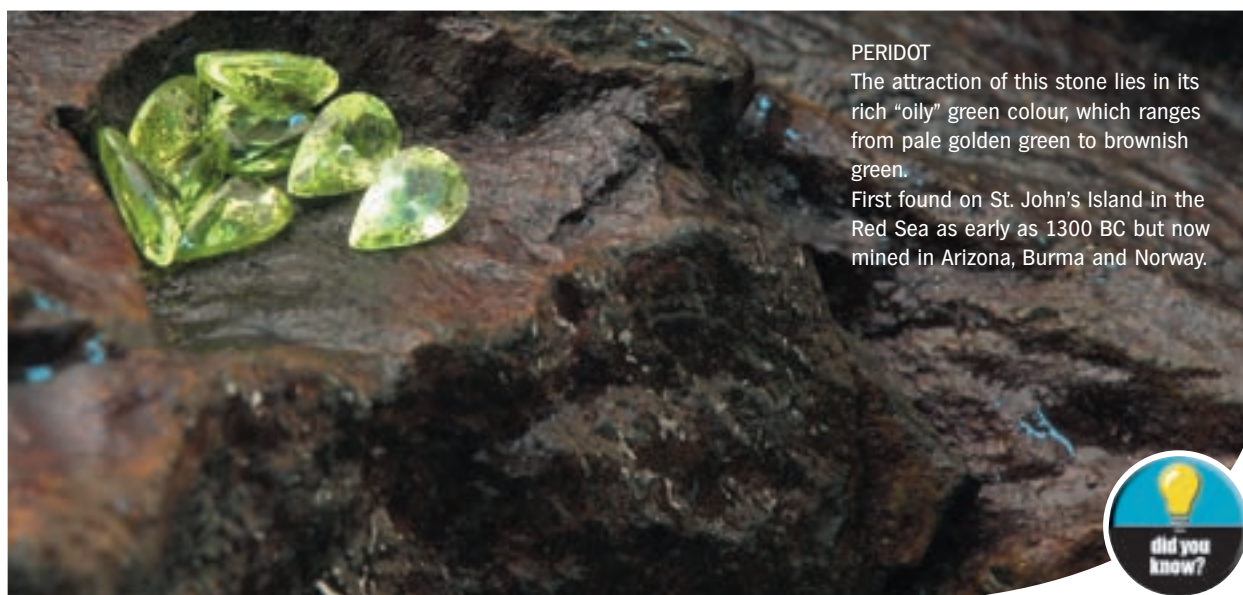 PERIDOT
The attraction of this stone lies in its
rich “oily” green colour, which ranges
from pale golden green to brownish
green.
First found on St. John’s Island in the
Red Sea as early as 1300 BC but now
mined in Arizona, Burma and Norway.
did you
know?